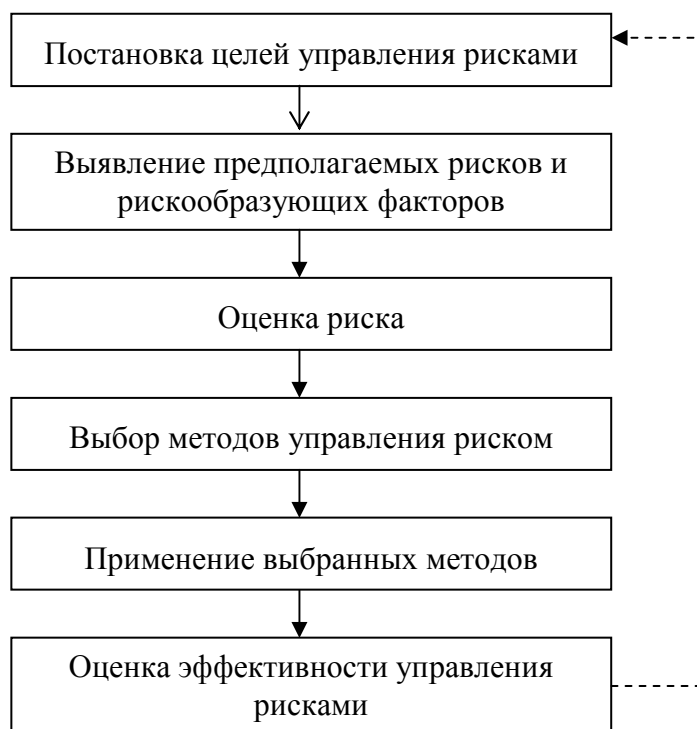 Постановка целей управления рисками
Выявление предполагаемых рисков и
рискообразующих факторов
Оценка риска
Выбор методов управления риском
Применение выбранных методов
Оценка эффективности управления
рисками